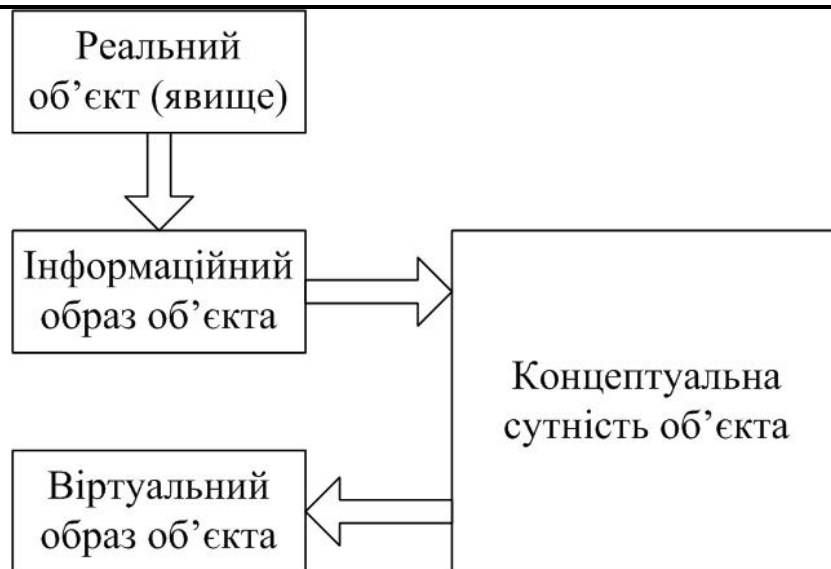 Реальний
об’єкт (явище)
Інформаційний
образ об’єкта
Концептуальна
сутність об’єкта
Віртуальний
образ об’єкта